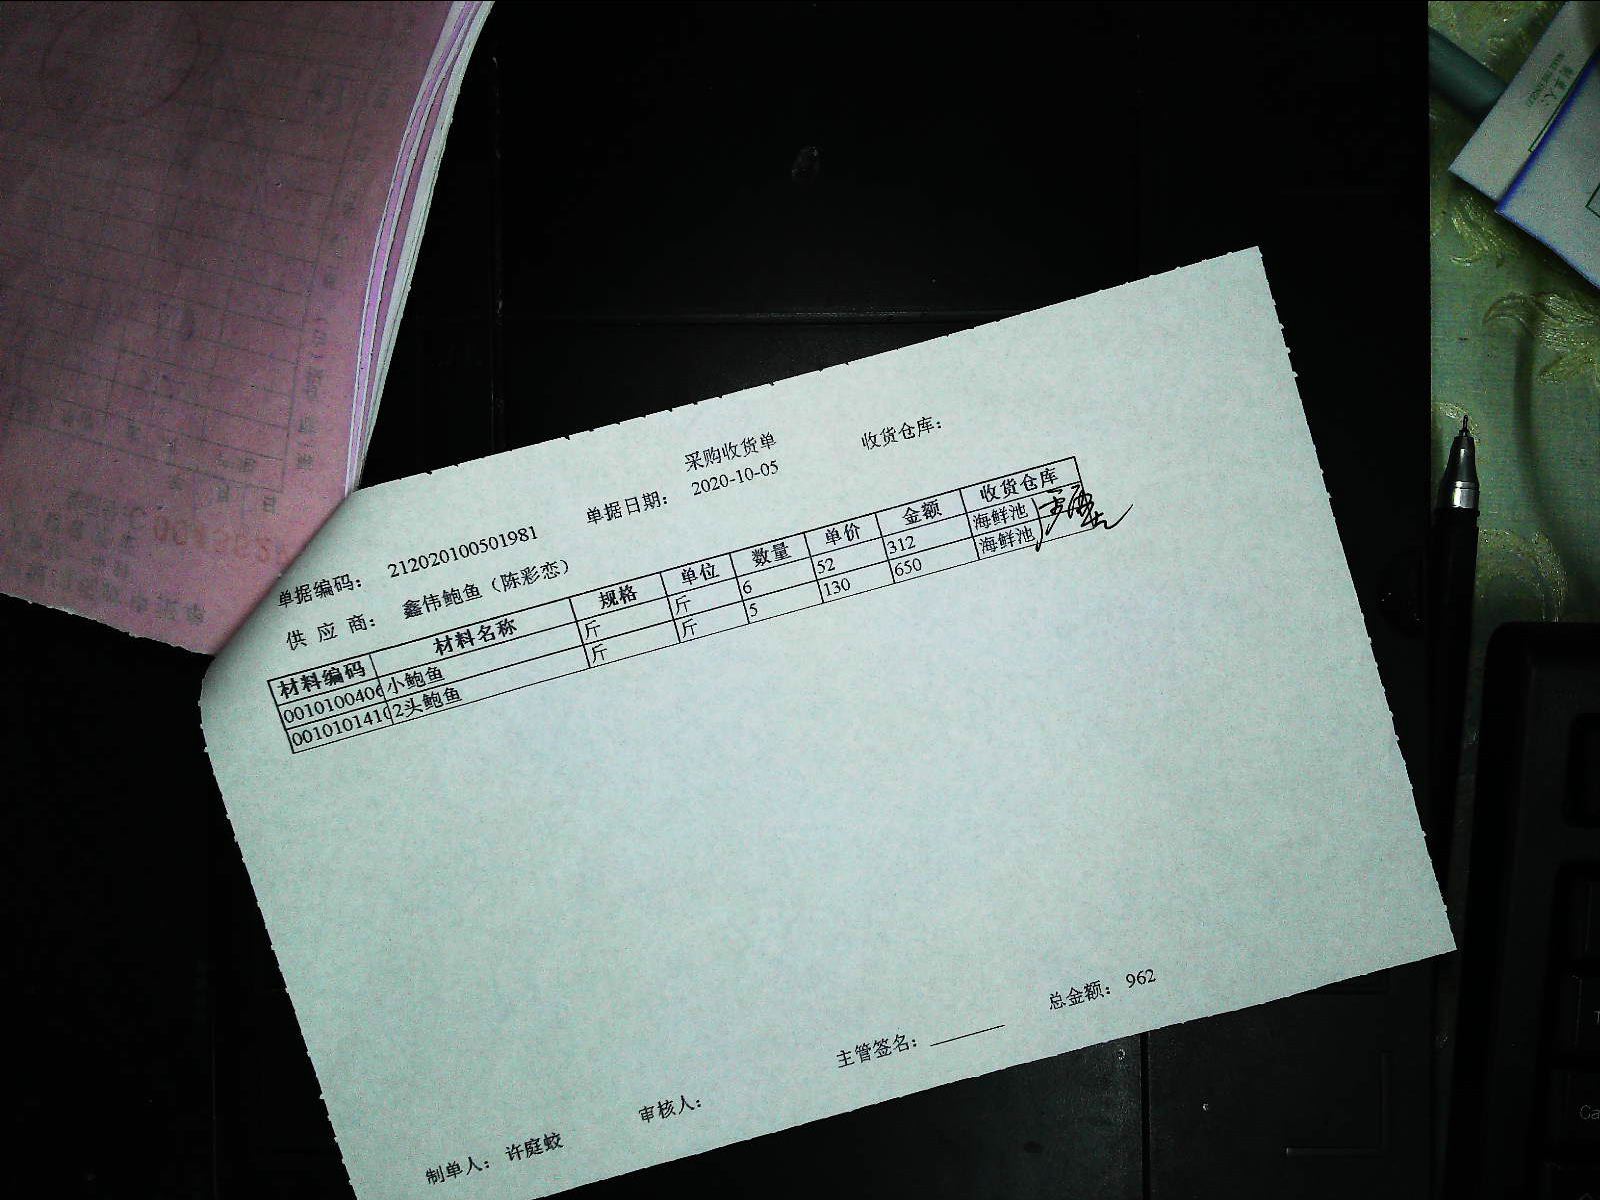 采购收货单 收货仓库：
单据编码： 212020100501981 单据日期： 2020-10-05
供 应 商： 鑫伟鲍鱼（陈彩恋）
材料编码 材料名称 规格 单位 数量 单价 金额 收货仓库
0010100406 小鲍鱼 斤 斤 6 52 312 海鲜池
0010101410 2头鲍鱼 斤 斤 5 130 650 海鲜池
主管签名： 总金额： 962
制单人： 许庭蛟 审核人：